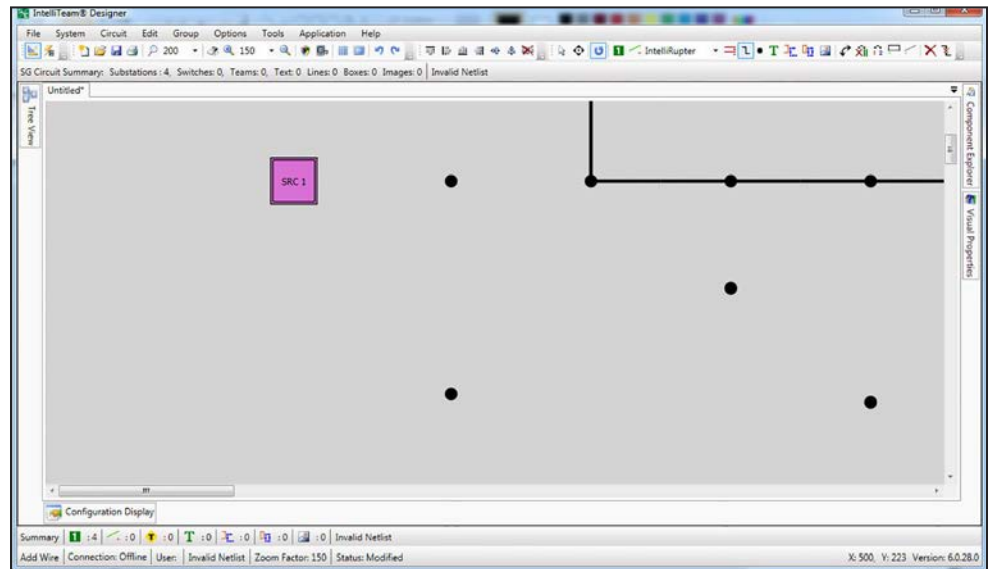 IntelliTeam® Designer
File System Circuit Edit Group Options Tools Application Help
200 150 IntelliRupter
SG Circuit Summary: Substations : 4, Switches: 0, Teams: 0, Text: 0 Lines: 0 Boxes: 0 Images: 0 Invalid Netlist
Untitled*
Tree View
Component Explorer
Visual Properties
SRC 1
Configuration Display
Summary 1 : 4 : 0 T : 0 T : 0 : 0 : 0 : 0 Invalid Netlist
Add Wire Connection: Offline User: Invalid Netlist Zoom Factor: 150 Status: Modified X: 500, Y: 223 Version: 6.0.28.0